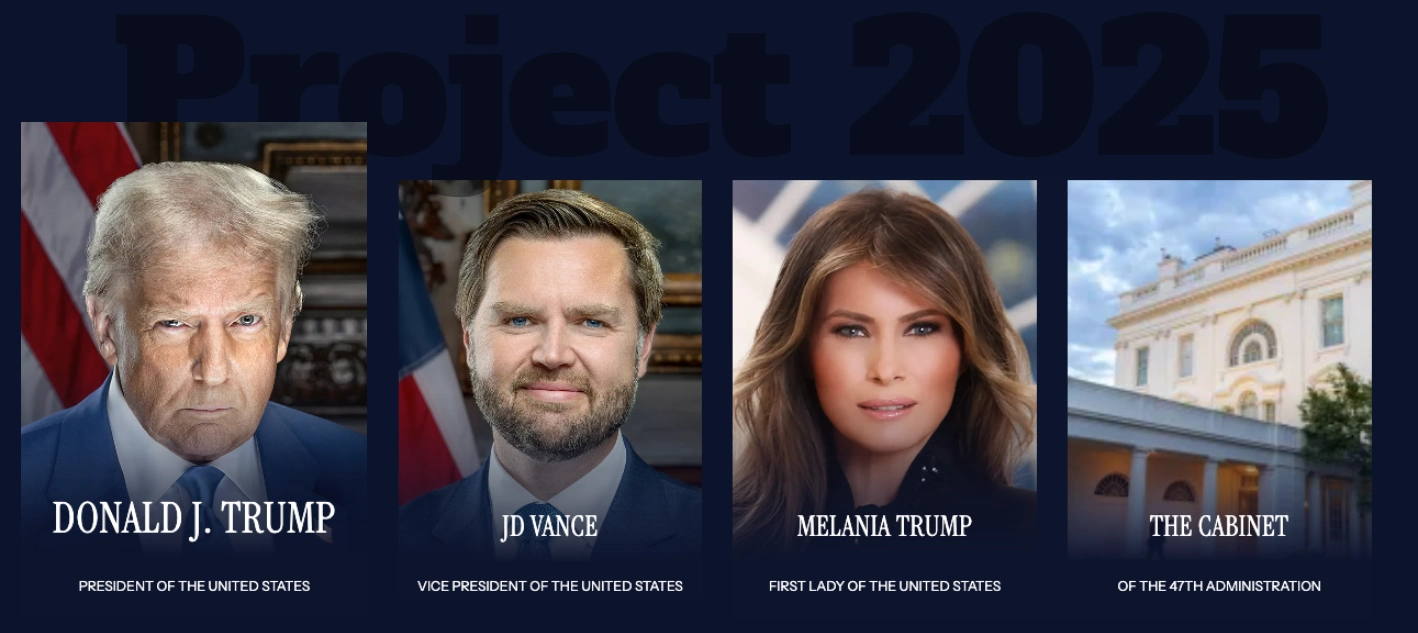 Project 2025
DONALD J. TRUMP
PRESIDENT OF THE UNITED STATES
JD VANCE
VICE PRESIDENT OF THE UNITED STATES
MELANIA TRUMP
FIRST LADY OF THE UNITED STATES
THE CABINET
OF THE 47TH ADMINISTRATION